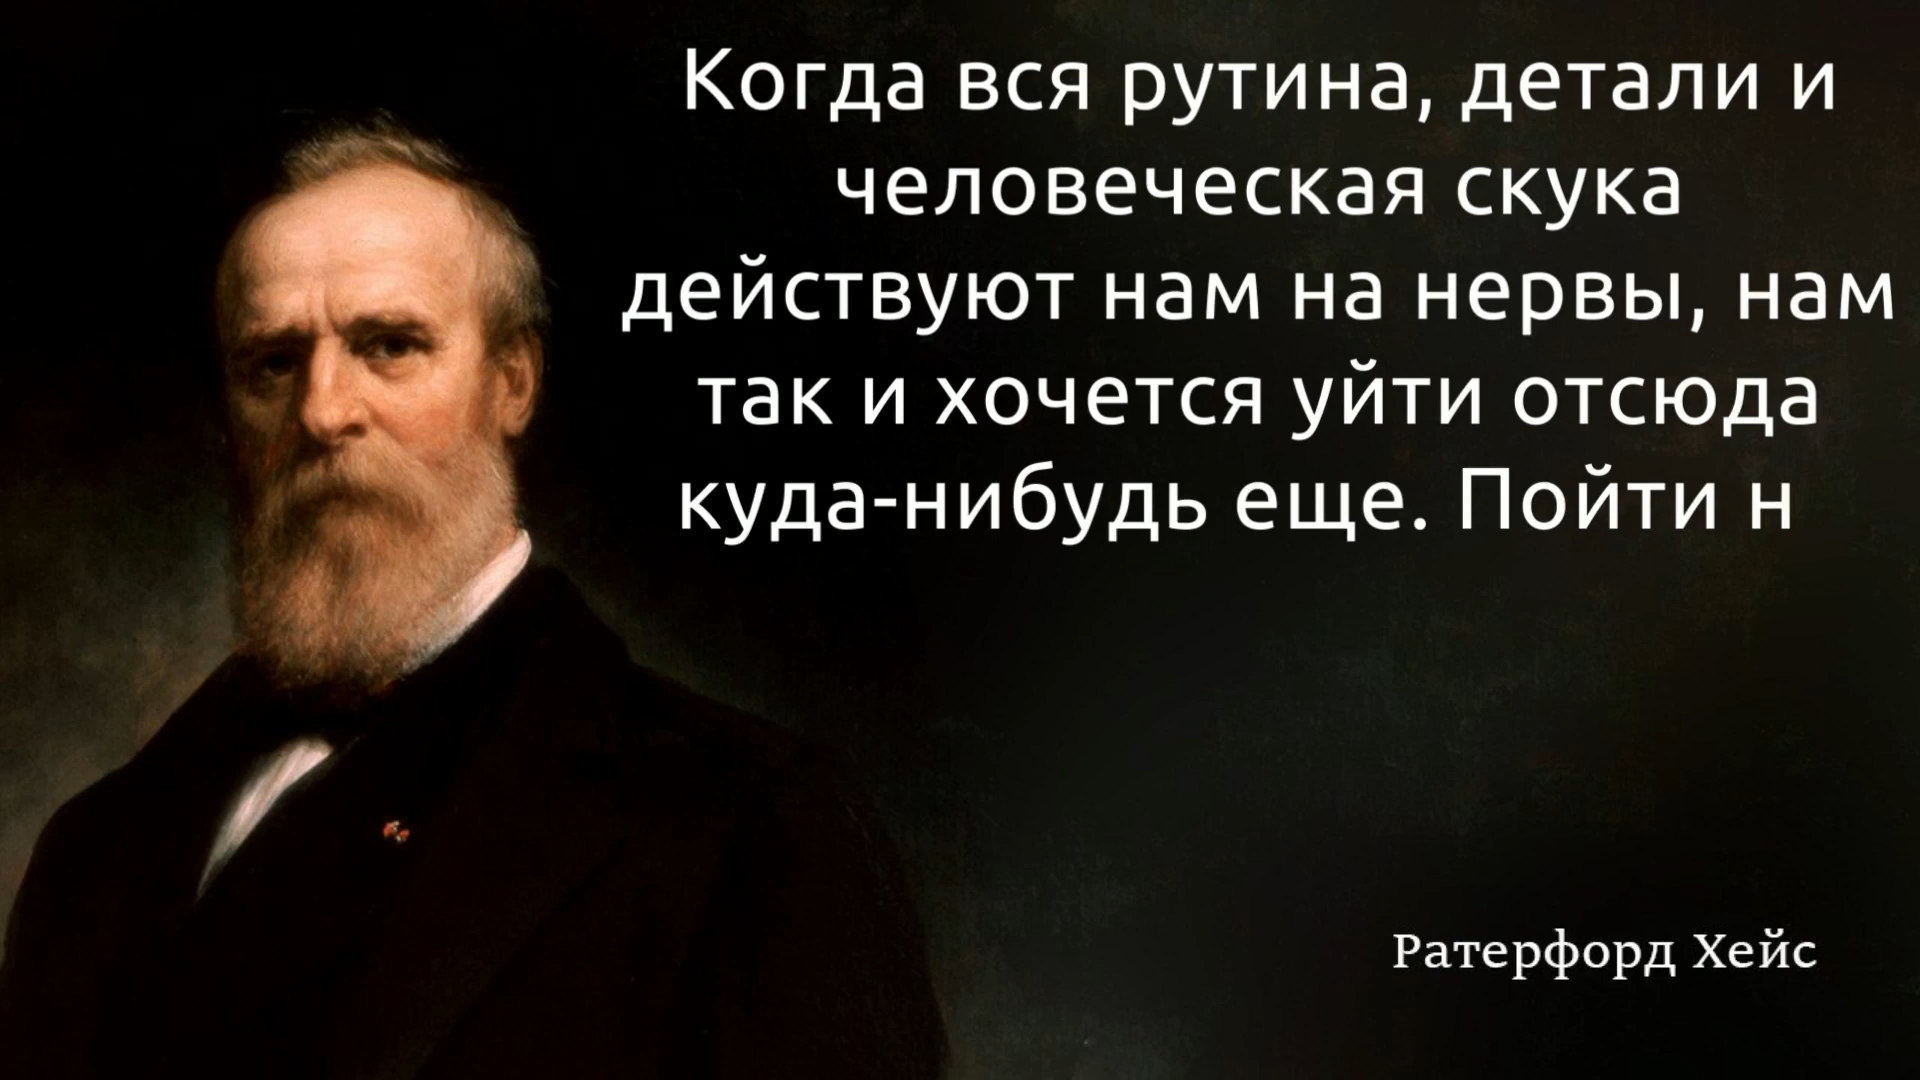 Когда вся рутина, детали и
человеческая скука
действуют нам на нервы, нам
так и хочется уйти отсюда
куда-нибудь еще. Пойти н
Ратерфорд Хейс